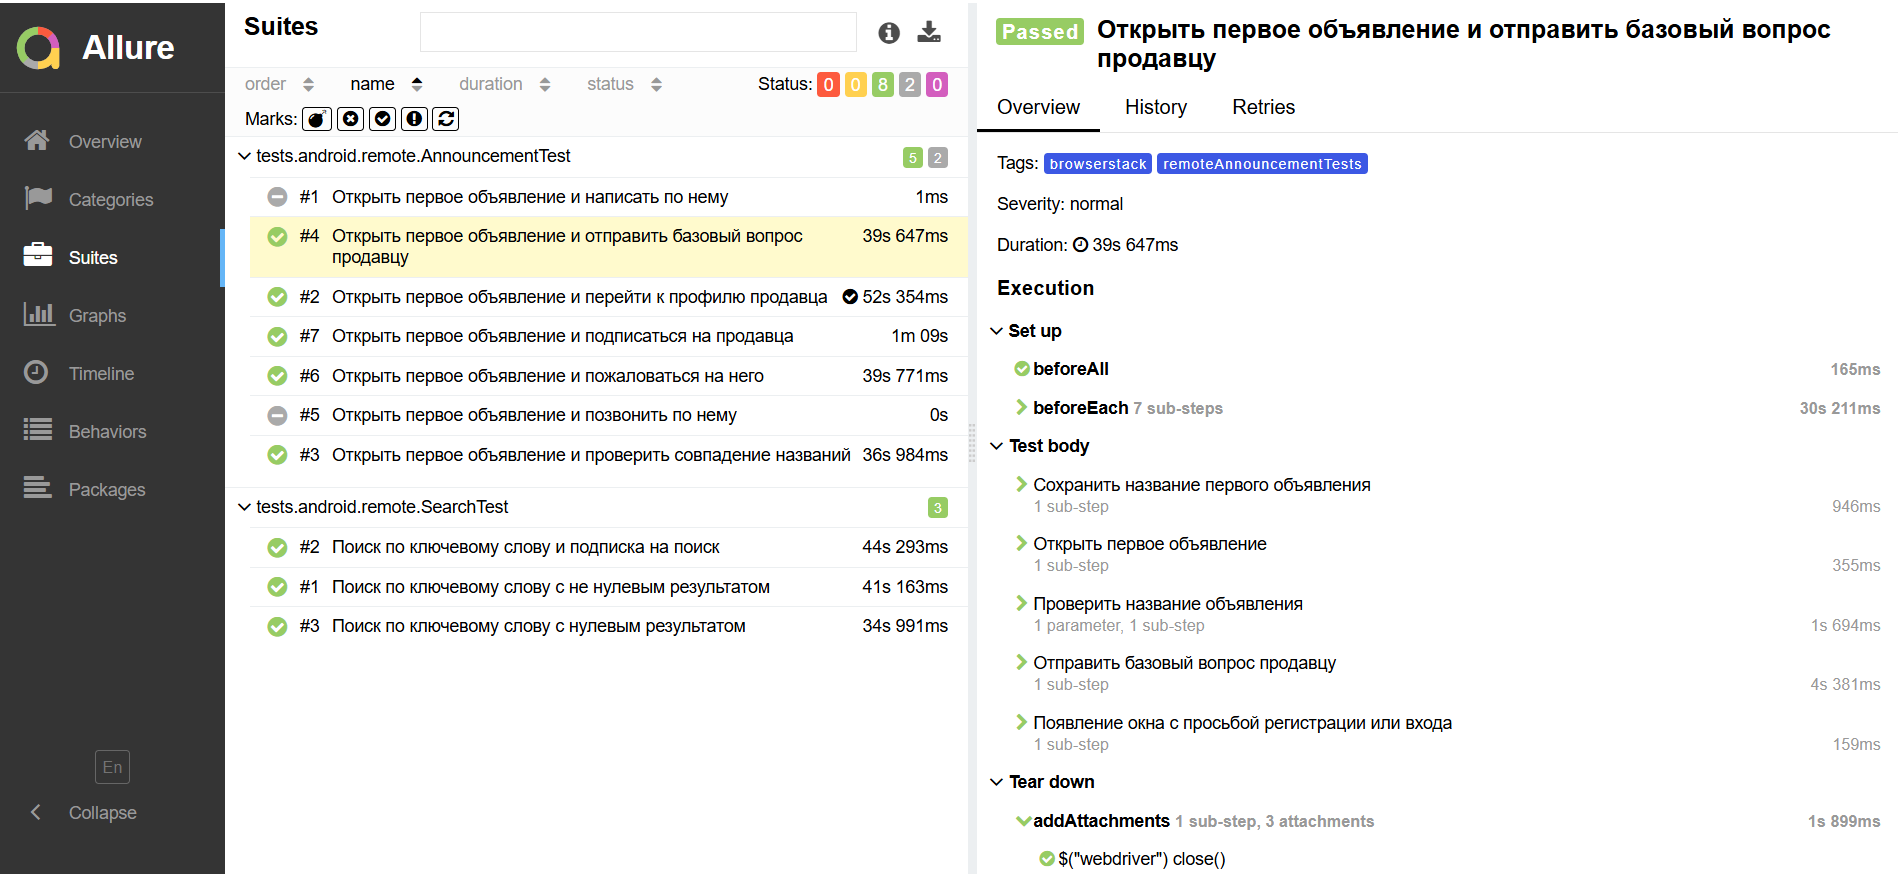 Allure
Overview
Categories
Suites
Graphs
Timeline
Behaviors
Packages
En
Collapse
Suites
order name duration status Status: 0 0 8 2 0
Marks:
tests.android.remote.AnnouncementTest 5 2
#1 Открыть первое объявление и написать по нему 1ms
#4 Открыть первое объявление и отправить базовый вопрос 39s 647ms
продавцу
#2 Открыть первое объявление и перейти к профилю продавца 52s 354ms
#7 Открыть первое объявление и подписаться на продавца 1m 09s
#6 Открыть первое объявление и пожаловаться на него 39s 771ms
#5 Открыть первое объявление и позвонить по нему 0s
#3 Открыть первое объявление и проверить совпадение названий 36s 984ms
tests.android.remote.SearchTest 3
#2 Поиск по ключевому слову и подписка на поиск 44s 293ms
#1 Поиск по ключевому слову с не нулевым результатом 41s 163ms
#3 Поиск по ключевому слову с нулевым результатом 34s 991ms
Passed Открыть первое объявление и отправить базовый вопрос
продавцу
Overview History Retries
Tags: browserstack remoteAnnouncementTests
Severity: normal
Duration: 39s 647ms
Execution
Set up
beforeAll 165ms
beforeEach 7 sub-steps 30s 211ms
Test body
Сохранить название первого объявления
1 sub-step 946ms
Открыть первое объявление
1 sub-step 355ms
Проверить название объявления
1 parameter, 1 sub-step 1s 694ms
Отправить базовый вопрос продавцу
1 sub-step 4s 381ms
Появление окна с просьбой регистрации или входа
1 sub-step 159ms
Tear down
addAttachments 1 sub-step, 3 attachments 1s 899ms
$("webdriver") close()